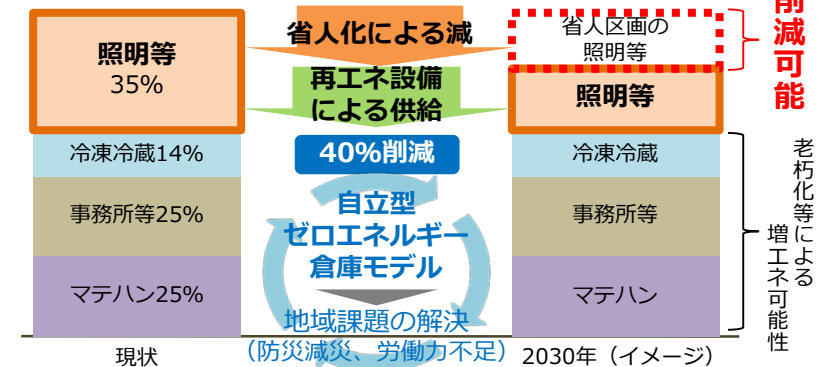 照明等
35%
冷凍冷蔵14%
事務所等25%
マテハン25%
現状
省人化による減
再エネ設備
による供給
40%削減
自立型
ゼロエネルギー
倉庫モデル
地域課題の解決
（防災減災、労働力不足）
省人区画の
照明等
照明等
冷凍冷蔵
事務所等
マテハン
2030年（イメージ）
削減可能
老朽化等による
増エネ可能性